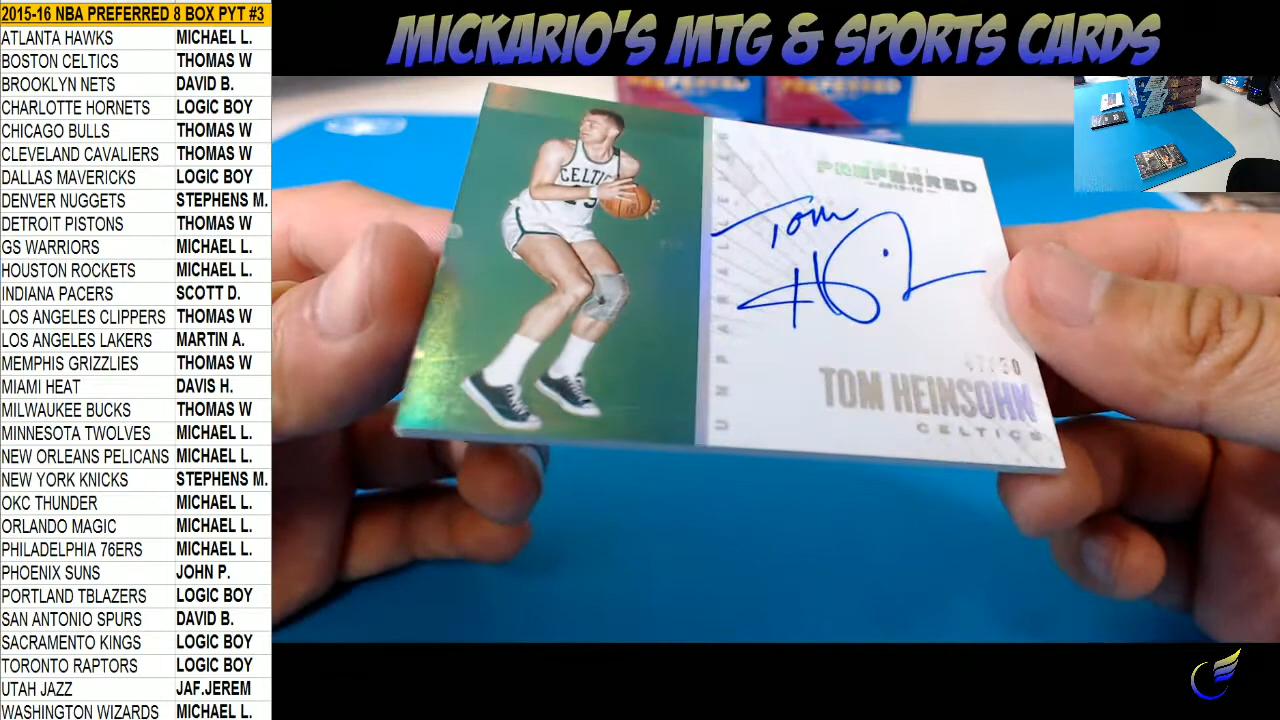 2015-16 NBA PREFERRED 8 BOX PYT #3
ATLANTA HAWKS MICHAEL L.
BOSTON CELTICS THOMAS W
BROOKLYN NETS DAVID B.
CHARLOTTE HORNETS LOGIC BOY
CHICAGO BULLS THOMAS W
CLEVELAND CAVALIERS THOMAS W
DALLAS MAVERICKS LOGIC BOY
DENVER NUGGETS STEPHENS M.
DETROIT PISTONS THOMAS W
GS WARRIORS MICHAEL L.
HOUSTON ROCKETS MICHAEL L.
INDIANA PACERS SCOTT D.
LOS ANGELES CLIPPERS THOMAS W
LOS ANGELES LAKERS MARTIN A.
MEMPHIS GRIZZLIES THOMAS W
MIAMI HEAT DAVIS H.
MILWAUKEE BUCKS THOMAS W
MINNESOTA TWOLVES MICHAEL L.
NEW ORLEANS PELICANS MICHAEL L.
NEW YORK KNICKS STEPHENS M.
OKC THUNDER MICHAEL L.
ORLANDO MAGIC MICHAEL L.
PHILADELPHIA 76ERS MICHAEL L.
PHOENIX SUNS JOHN P.
PORTLAND TBLAZERS LOGIC BOY
SAN ANTONIO SPURS DAVID B.
SACRAMENTO KINGS LOGIC BOY
TORONTO RAPTORS LOGIC BOY
UTAH JAZZ JAF.JEREM
WASHINGTON WIZARDS MICHAEL L.
MICKARIO'S MTG & SPORTS CARDS
CELTIC
UNPARALLELED
PREFERRED
Tom
TOM HEINSOHN
CELTICS